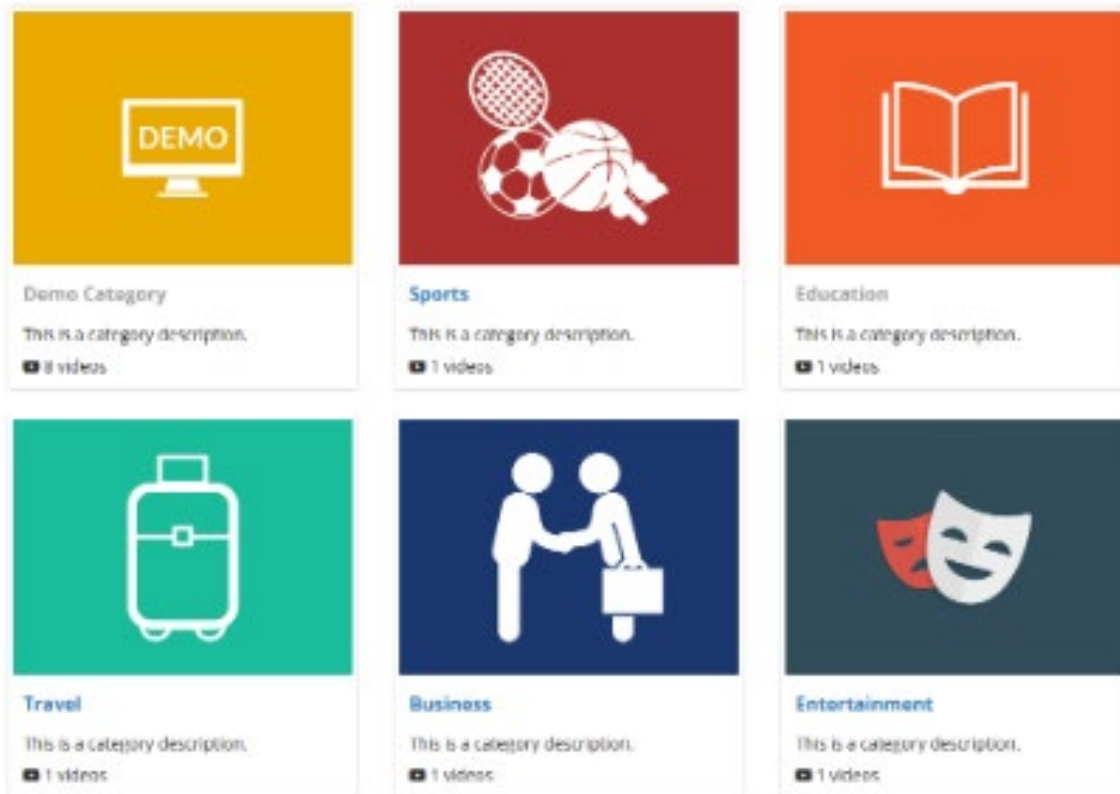 DEMO
Demo Category
This is a category description.
8 videos
Sports
This is a category description.
1 videos
Education
This is a category description.
1 videos
Travel
This is a category description.
1 videos
Business
This is a category description.
1 videos
Entertainment
This is a category description.
1 videos